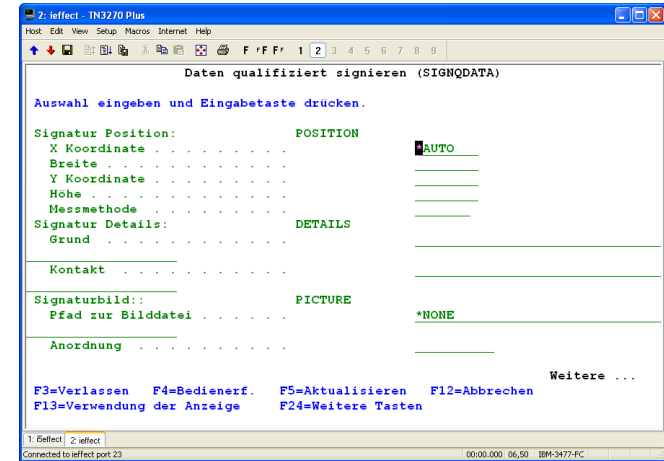 2: ieffect - TN3270 Plus
Host Edit View Setup Macros Internet Help
1 2 3 4 5 6 7 8 9
Daten qualifiziert signieren (SIGNQDATA)
Auswahl eingeben und Eingabetaste drücken.
Signatur Position: POSITION
X Koordinate . . . . . . . . . *AUTO
Breite . . . . . . . . . . . .
Y Koordinate . . . . . . . . .
Höhe . . . . . . . . . . . . .
Messmethode . . . . . . . . .
Signatur Details: DETAILS
Grund . . . . . . . . . . . .
Kontakt . . . . . . . . . . .
Signaturbild:: PICTURE
Pfad zur Bilddatei . . . . . . *NONE
Anordnung . . . . . . . . . .
Weitere ...
F3=Verlassen F4=Bedienerf. F5=Aktualisieren F12=Abbrechen
F13=Verwendung der Anzeige F24=Weitere Tasten
1: i5effect 2: ieffect
Connected to ieffect port 23 00:00.000 06,50 IBM-3477-FC